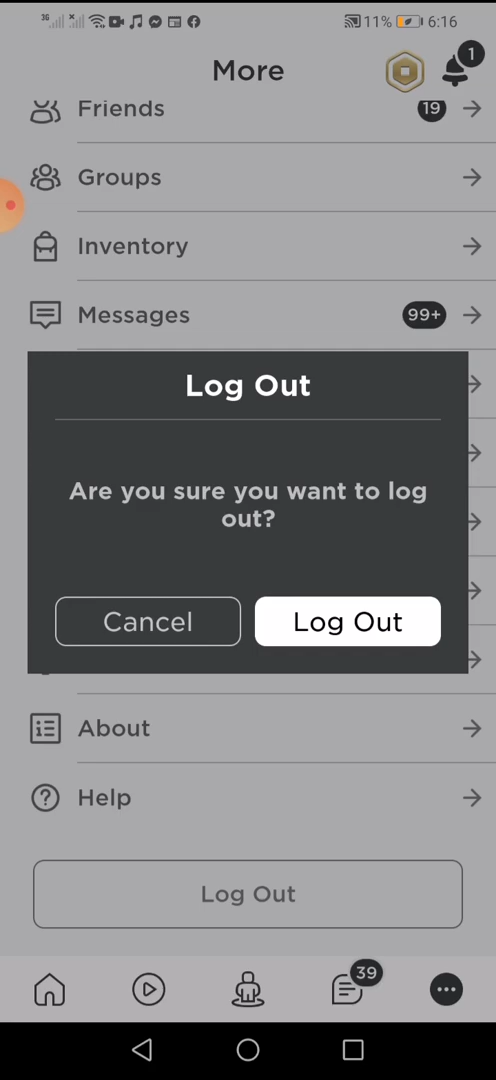 3G 11% 6:16
More 1
Friends 19
Groups
Inventory
Messages 99+
Log Out
Are you sure you want to log
out?
Cancel Log Out
About
Help
Log Out
39